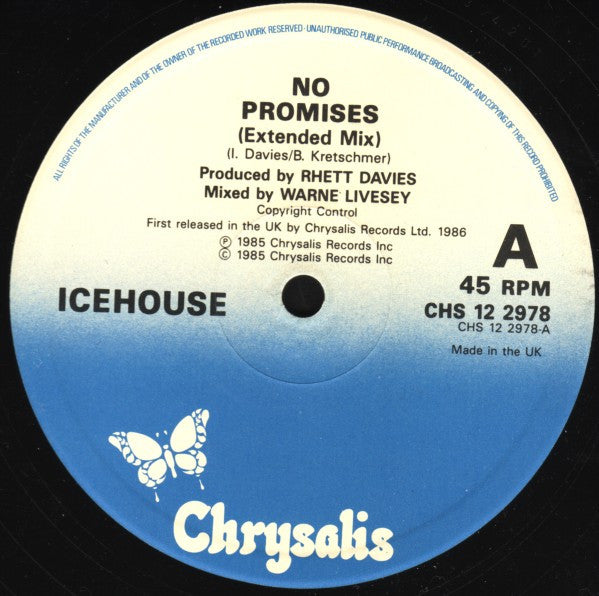 ALL RIGHTS OF THE MANUFACTURER AND OF THE OWNER OF THE RECORDED WORK RESERVED · UNAUTHORISED PUBLIC PERFORMANCE BROADCASTING AND COPYING OF THIS RECORD PROHIBITED
NO
PROMISES
(Extended Mix)
(I. Davies/B. Kretschmer)
Produced by RHETT DAVIES
Mixed by WARNE LIVESEY
Copyright Control
First released in the UK by Chrysalis Records Ltd. 1986
℗ 1985 Chrysalis Records Inc
© 1985 Chrysalis Records Inc
A
ICEHOUSE
45 RPM
CHS 12 2978
CHS 12 2978-A
Made in the UK
Chrysalis